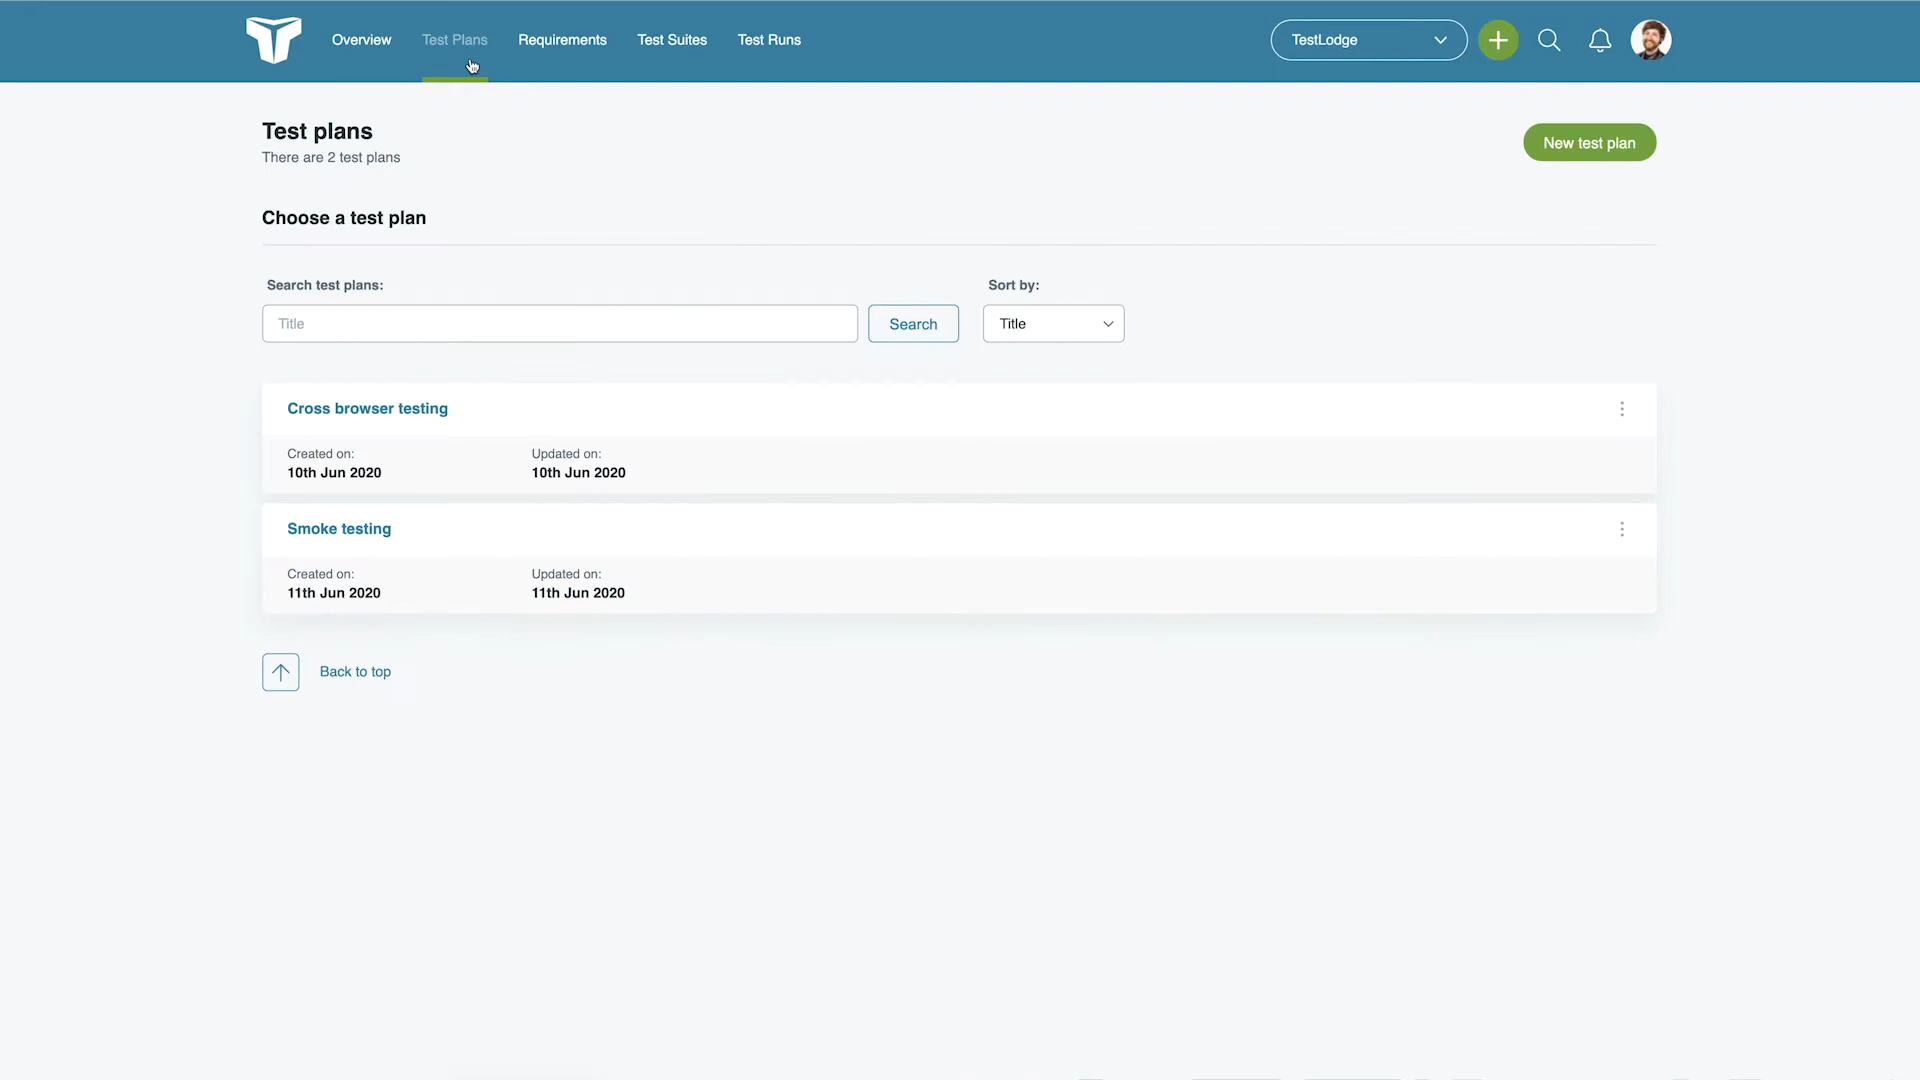 Overview Test Plans Requirements Test Suites Test Runs TestLodge
Test plans
There are 2 test plans
New test plan
Choose a test plan
Search test plans: Sort by:
Title Search Title
Cross browser testing
Created on: Updated on:
10th Jun 2020 10th Jun 2020
Smoke testing
Created on: Updated on:
11th Jun 2020 11th Jun 2020
Back to top